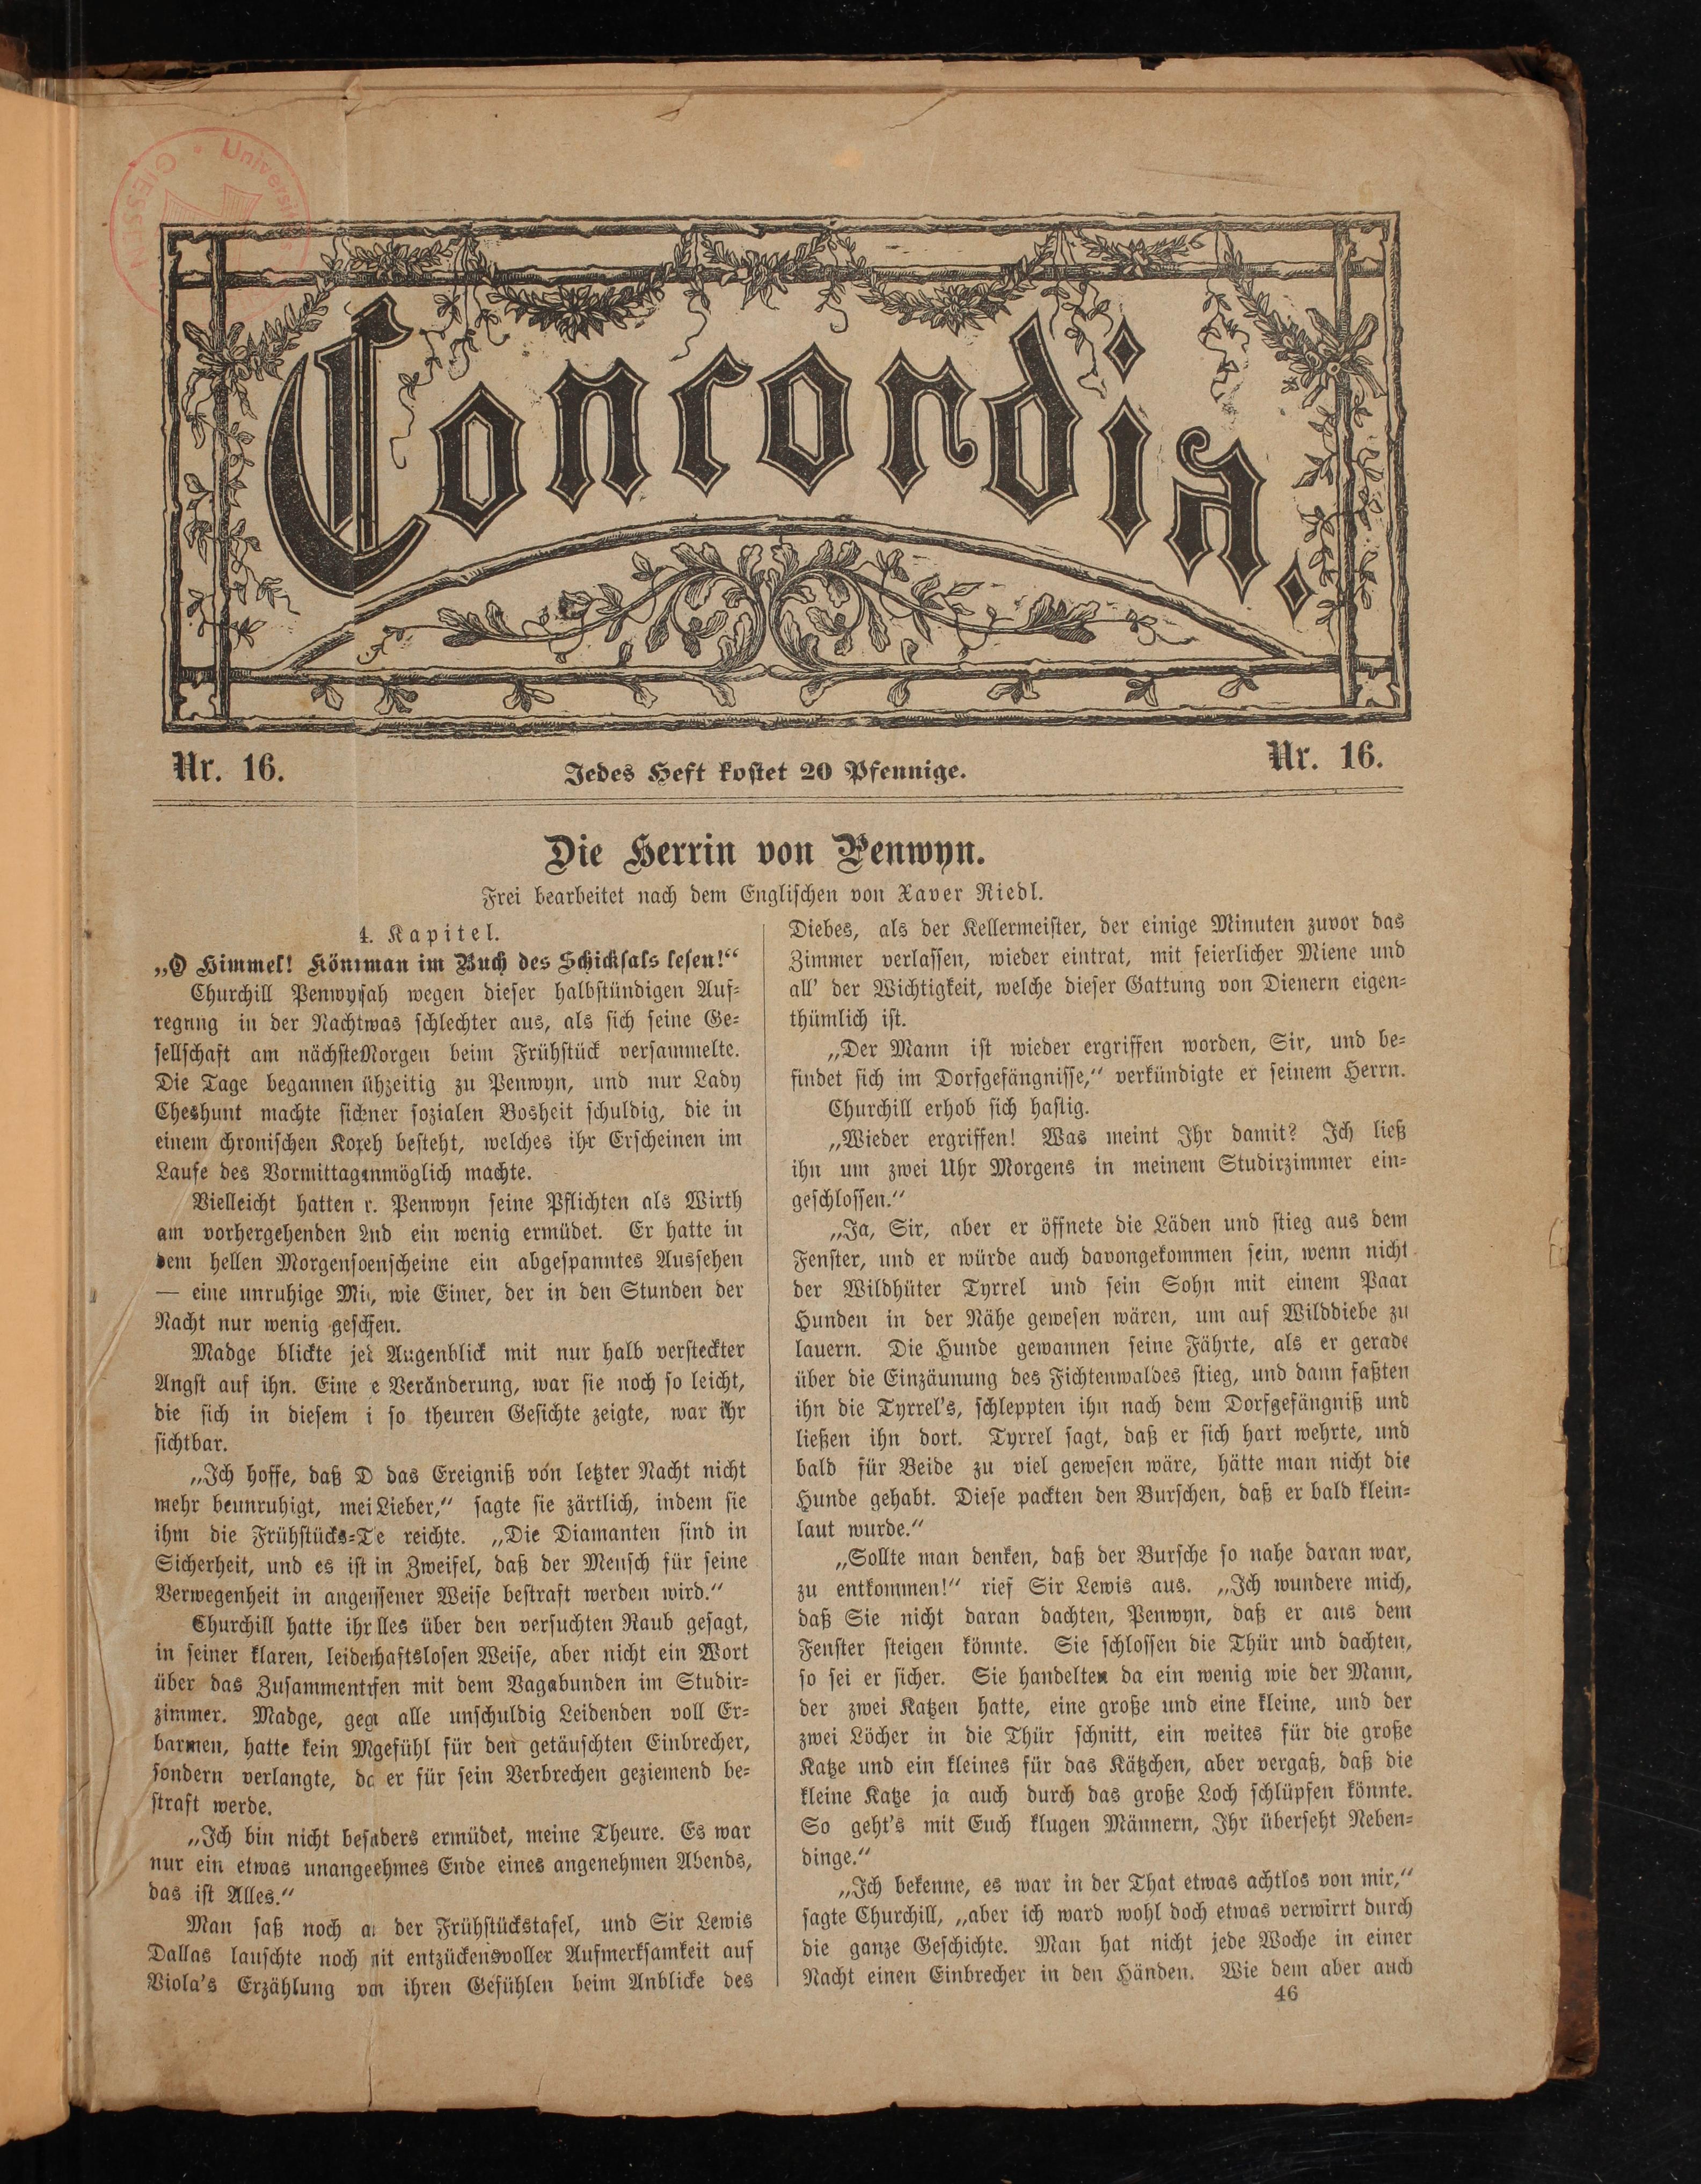 Universitäts
GIESSEN
Concordia.
Nr. 16.
Jedes Heft kostet 20 Pfennige.
Nr. 16.
Die Herrin von Penwyn.
Frei bearbeitet nach dem Englischen von Xaver Riedl.
4. Kapitel.
„O Himmel! Könnt man im Buch des Schicksals lesen!“
Churchill Penwyn sah wegen dieser halbstündigen Auf=
regung in der Nacht was schlechter aus, als sich seine Ge=
sellschaft am nächste Morgen beim Frühstück versammelte.
Die Tage begannen ühzeitig zu Penwyn, und nur Lady
Cheshunt machte sich ener sozialen Bosheit schuldig, die in
einem chronischen Kopeh besteht, welches ihr Erscheinen im
Laufe des Vormittag unmöglich machte.
Vielleicht hatten r. Penwyn seine Pflichten als Wirth
am vorhergehenden And ein wenig ermüdet. Er hatte in
dem hellen Morgensoenscheine ein abgespanntes Aussehen
— eine unruhige Mi, wie Einer, der in den Stunden der
Nacht nur wenig geschfen.
Madge blickte jed Augenblick mit nur halb versteckter
Angst auf ihn. Eine e Veränderung, war sie noch so leicht,
die sich in diesem i so theuren Gesichte zeigte, war ihr
sichtbar.
„Ich hoffe, daß D das Ereigniß von letzter Nacht nicht
mehr beunruhigt, mei Lieber,“ sagte sie zärtlich, indem sie
ihm die Frühstücks=Te reichte. „Die Diamanten sind in
Sicherheit, und es ist in Zweifel, daß der Mensch für seine
Verwegenheit in angessener Weise bestraft werden wird.“
Churchill hatte ihr lles über den versuchten Raub gesagt,
in seiner klaren, leidenhaftslosen Weise, aber nicht ein Wort
über das Zusammentrfen mit dem Vagabunden im Studir=
zimmer. Madge, gegn alle unschuldig Leidenden voll Er=
barmen, hatte kein Mgefühl für den getäuschten Einbrecher,
sondern verlangte, da er für sein Verbrechen geziemend be=
straft werde.
„Ich bin nicht besnders ermüdet, meine Theure. Es war
nur ein etwas unangeehmes Ende eines angenehmen Abends,
das ist Alles.“
Man saß noch a der Frühstückstafel, und Sir Lewis
Dallas lauschte noch mit entzückensvoller Aufmerksamkeit auf
Viola's Erzählung von ihren Gefühlen beim Anblicke des
Diebes, als der Kellermeister, der einige Minuten zuvor das
Zimmer verlassen, wieder eintrat, mit feierlicher Miene und
all' der Wichtigkeit, welche dieser Gattung von Dienern eigen=
thümlich ist.
„Der Mann ist wieder ergriffen worden, Sir, und be=
findet sich im Dorfgefängnisse,“ verkündigte er seinem Herrn.
Churchill erhob sich hastig.
„Wieder ergriffen! Was meint Ihr damit? Ich ließ
ihn um zwei Uhr Morgens in meinem Studirzimmer ein=
geschlossen.“
„Ja, Sir, aber er öffnete die Läden und stieg aus dem
Fenster, und er würde auch davongekommen sein, wenn nicht
der Wildhüter Tyrrel und sein Sohn mit einem Paar
Hunden in der Nähe gewesen wären, um auf Wilddiebe zu
lauern. Die Hunde gewannen seine Fährte, als er gerade
über die Einzäunung des Fichtenwaldes stieg, und dann faßten
ihn die Tyrrel's, schleppten ihn nach dem Dorfgefängniß und
ließen ihn dort. Tyrrel sagt, daß er sich hart wehrte, und
bald für Beide zu viel gewesen wäre, hätte man nicht die
Hunde gehabt. Diese packten den Burschen, daß er bald klein=
laut wurde.“
„Sollte man denken, daß der Bursche so nahe daran war,
zu entkommen!“ rief Sir Lewis aus. „Ich wundere mich,
daß Sie nicht daran dachten, Penwyn, daß er aus dem
Fenster steigen könnte. Sie schlossen die Thür und dachten,
so sei er sicher. Sie handelten da ein wenig wie der Mann,
der zwei Katzen hatte, eine große und eine kleine, und der
zwei Löcher in die Thür schnitt, ein weites für die große
Katze und ein kleines für das Kätzchen, aber vergaß, daß die
kleine Katze ja auch durch das große Loch schlüpfen könnte.
So geht's mit Euch klugen Männern, Ihr überseht Neben=
dinge.“
„Ich bekenne, es war in der That etwas achtlos von mir,“
sagte Churchill, „aber ich ward wohl doch etwas verwirrt durch
die ganze Geschichte. Man hat nicht jede Woche in einer
Nacht einen Einbrecher in den Händen. Wie dem aber auch
46